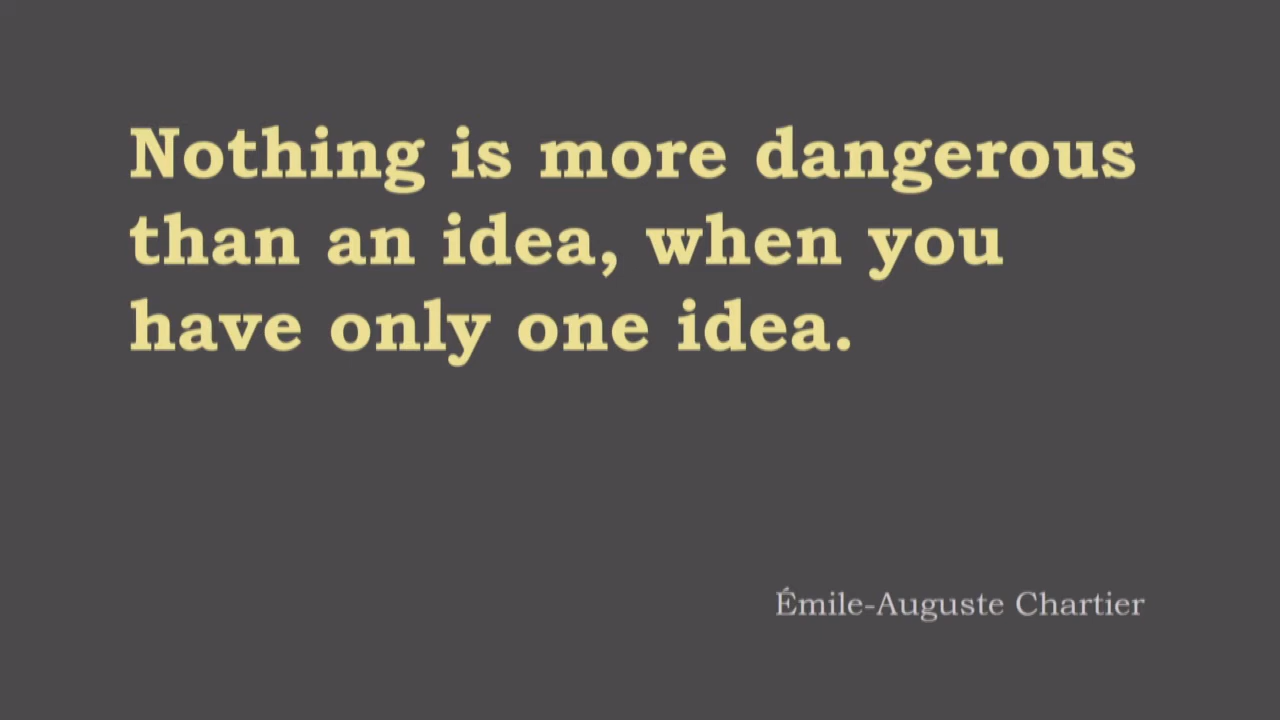 Nothing is more dangerous
than an idea, when you
have only one idea.
Émile-Auguste Chartier